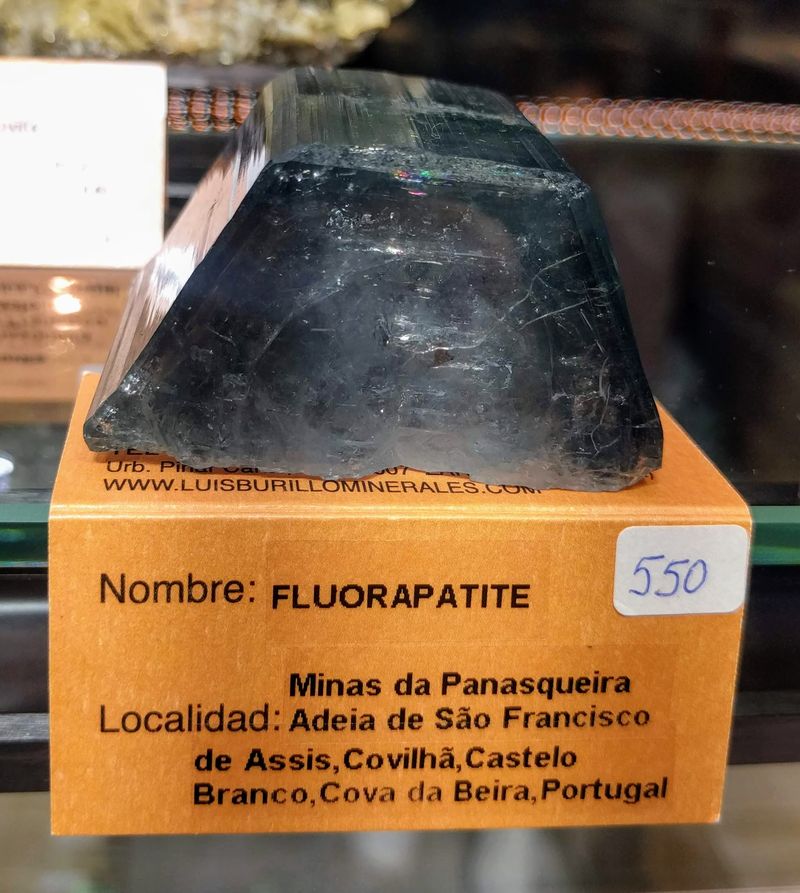 Urb.
WWW.LUISBURILLOMINERALES.COM
Nombre: FLUORAPATITE
550
Minas da Panasqueira
Localidad: Adeia de São Francisco
de Assis,Covilhã,Castelo
Branco,Cova da Beira,Portugal